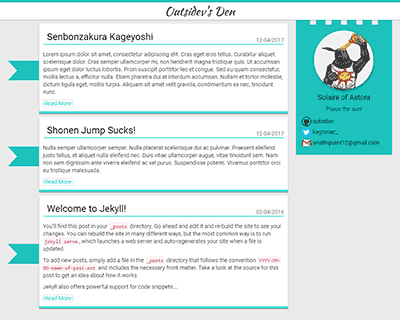 Outsider's Den
Senbonzakura Kageyoshi
12-04-2017
Lorem ipsum dolor sit amet, consectetur adipiscing elit. Cras eget eros tellus. Curabitur aliquet
scelerisque dolor. Cras semper ullamcorper mi, non hendrerit mauris vulputate quis. Ut accumsan
ipsum vitae mauris posuere lobortis. Proin suscipit porttitor leo et congue. Sed eu quam consectetur,
mollis lectus a, efficitur nulla. Etiam pharetra dui at interdum accumsan. Nullam et tortor molestie,
dictum ligula eget, mollis turpis. Aliquam sit amet velit gravida, condimentum ex nec, tincidunt
nunc.
-Read More-
Shonen Jump Sucks!
12-04-2017
Nulla semper ullamcorper semper. Nulla placerat scelerisque dui ac pulvinar. Praesent eleifend
justo tellus, et aliquet nulla eleifend nec. Duis vitae ullamcorper augue, vitae tincidunt sem. Nam
non sem dignissim ante viverra eleifend ac vel purus. Suspendisse potenti. Vivamus porttitor orci
eu tristique malesuada.
-Read More-
Welcome to Jekyll!
02-04-2016
You'll find this post in your _posts directory. Go ahead and edit it and re-build the site to see your
changes. You can rebuild the site in many different ways, but the most common way is to run
jekyll serve, which launches a web server and auto-regenerates your site when a file is
updated.
To add new posts, simply add a file in the _posts directory that follows the convention YYYY-MM-
DD-name-of-post.ext and includes the necessary front matter. Take a look at the source for this
post to get an idea about how it works.
Jekyll also offers powerful support for code snippets:...
-Read More-
Solaire of Astora
Praise the sun!
outsider